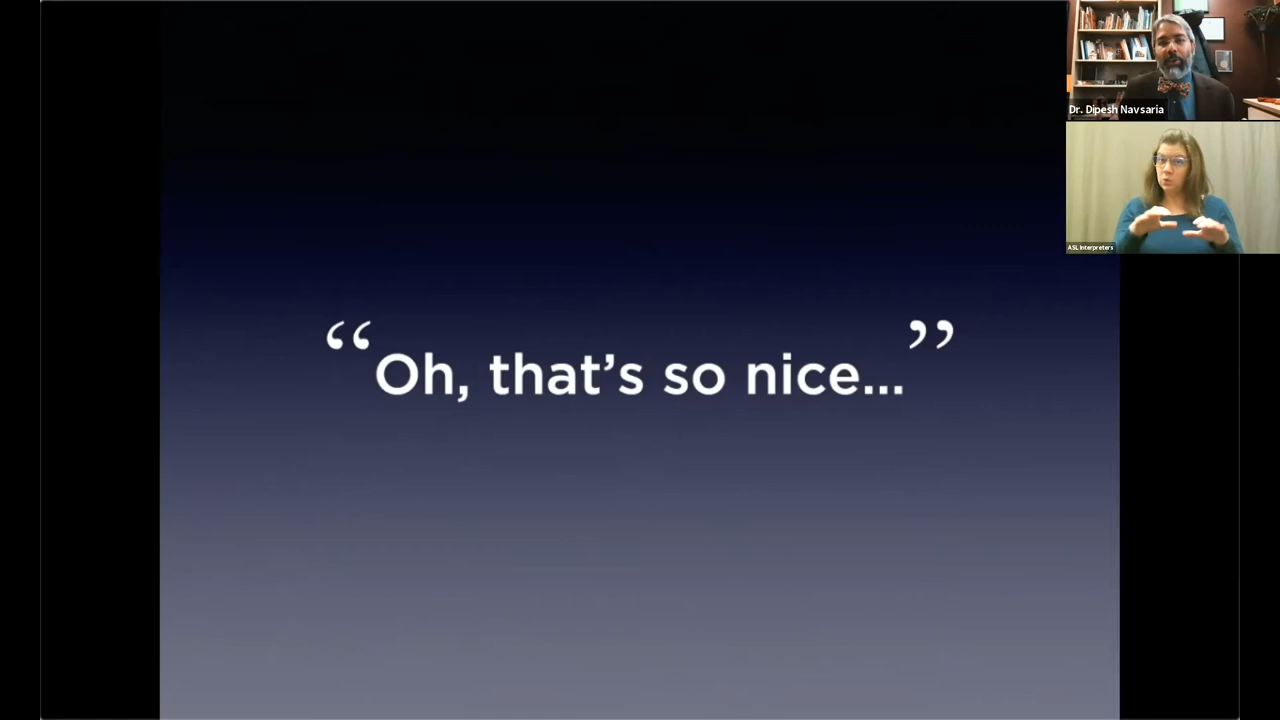 Dr. Dipesh Navsaria
ASL Interpreters
“Oh, that’s so nice...”